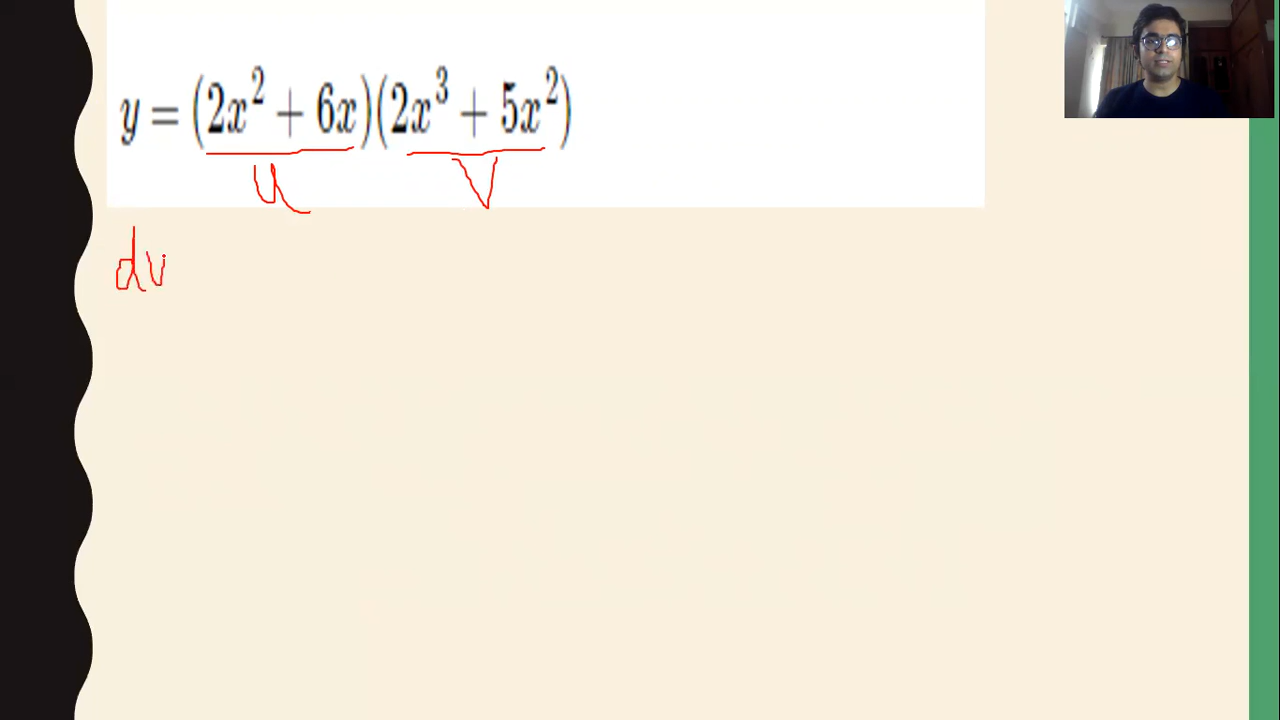 y = (2x² + 6x)(2x³ + 5x²)
u v
dv